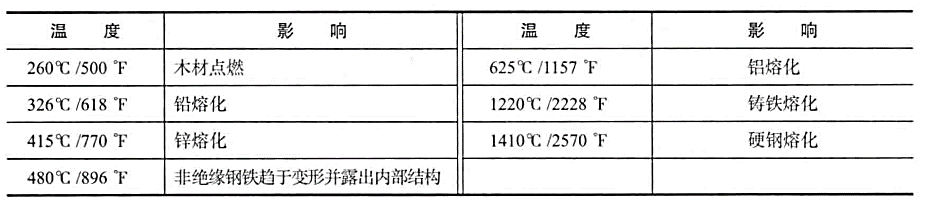 温 度 影 响 温 度 影 响
260℃/500 ℉ 木材点燃 625℃/1157 ℉ 铝熔化
326℃/618 ℉ 铅熔化 1220℃/2228 ℉ 铸铁熔化
415℃/770 ℉ 锌熔化 1410℃/2570 ℉ 硬钢熔化
480℃/896 ℉ 非绝缘钢铁趋于变形并露出内部结构